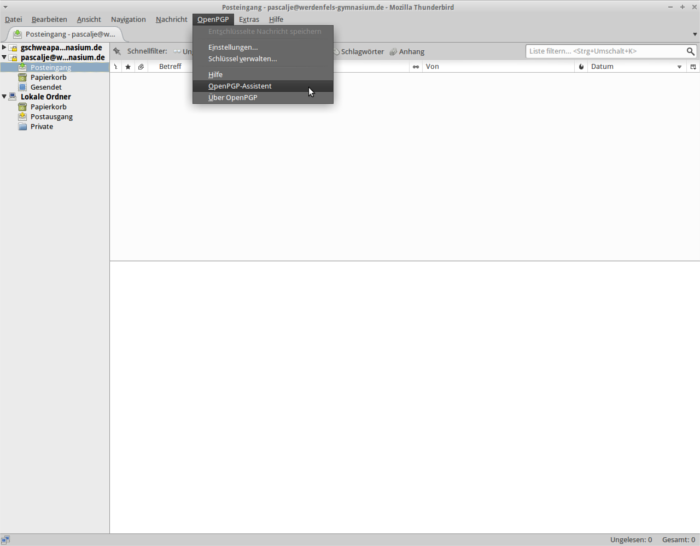 Posteingang - pascalje@werdenfels-gymnasium.de - Mozilla Thunderbird
Datei Bearbeiten Ansicht Navigation Nachricht OpenPGP Extras Hilfe
Posteingang - pascalje@w...
Entschlüsselte Nachricht speichern
Einstellungen...
Schlüssel verwalten...
Hilfe
OpenPGP-Assistent
Über OpenPGP
gschweapa...nasium.de
pascalje@w...nasium.de
Posteingang
Papierkorb
Gesendet
Lokale Ordner
Papierkorb
Postausgang
Private
Schnellfilter: Un Schlagwörter Anhang
Liste filtern... <Strg+Umschalt+K>
Betreff Von Datum
Ungelesen: 0 Gesamt: 0